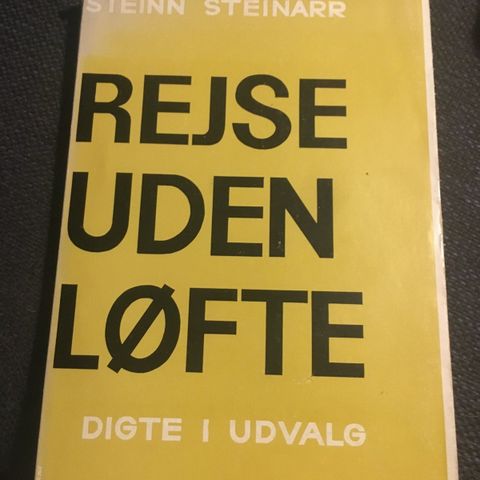 STEINN STEINARR
REJSE
UDEN
LØFTE
DIGTE I UDVALG